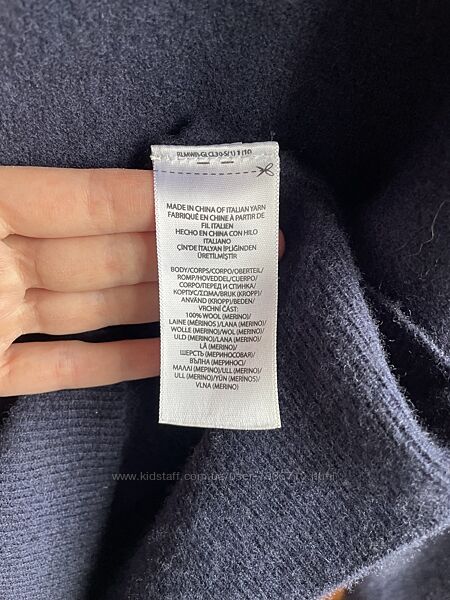 MADE IN CHINA OF ITALIAN YARN
FABRIQUÉ EN CHINE À PARTIR DE
FIL ITALIEN
HECHO EN CHINA CON HILO
ITALIANO
ÇİN'DE İTALYAN İPLİĞİNDEN
ÜRETİLMİŞTİR
BODY/CORPS/CORPO/OBERTEIL/
ROMP/HOVEDDEL/CUERPO/
CORPO/ПЕРЕД И СПИНКА/
КОРПУС/ΣΩΜΑ/BRUK (KROPP)/
ANVÄND (KROPP)/BEDEN/
VRCHNÍ ČÁST:
100% WOOL (MERINO)/
LAINE (MÉRINOS)/LANA (MERINO)/
WOLLE (MERINO)/WOL (MERINO)/
ULD (MERINO)/LANA (MERINO)/
LÃ (MERINO)/
ШЕРСТЬ (МЕРИНОСОВАЯ)/
ВЪЛНА (МЕРИНОС)/
ΜΑΛΛΙ (ΜΕΡΙΝΟ)/ULL (MERINO)/
ULL (MERINO)/YÜN (MERİNOS)/
VLNA (MERINO)